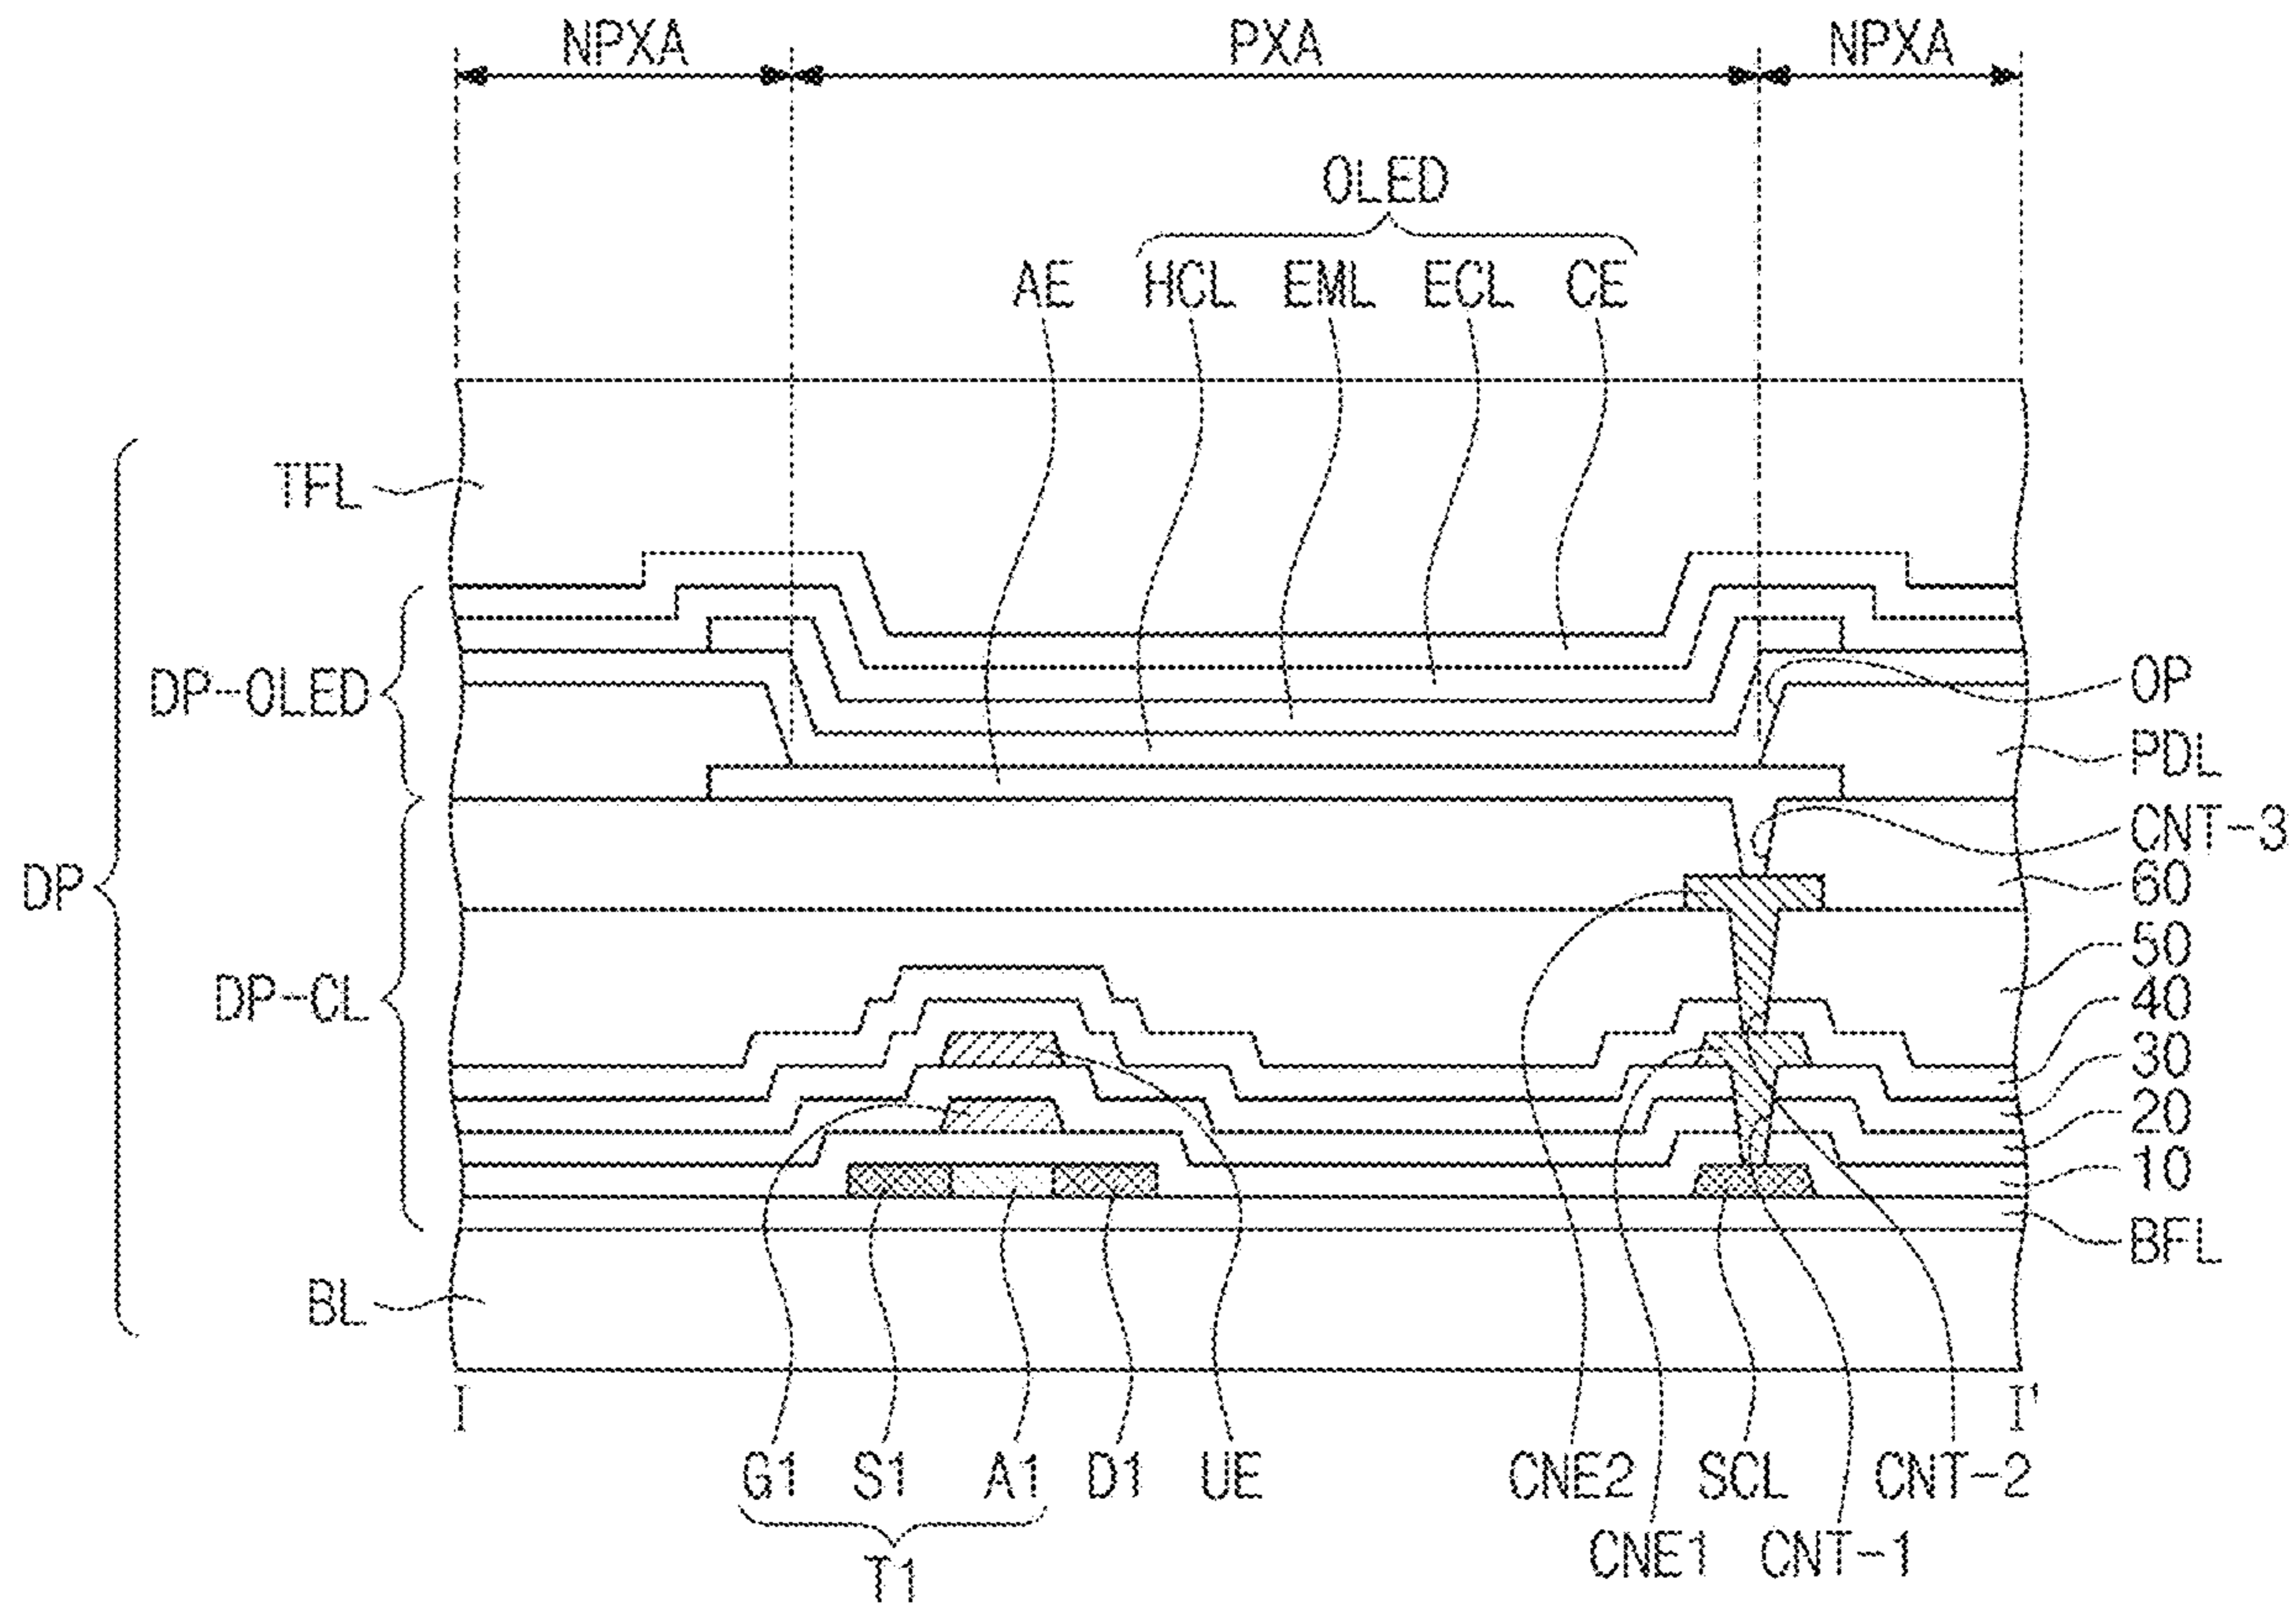 NPXA PXA NPXA
OLED
AE HCL EML ECL CE
TFL
DP-OLED
OP
PDL
CNT-3
DP
60
50
DP-CL
40
30
20
10
BFL
BL
I I'
G1 S1 A1 D1 UE CNE2 SCL CNT-2
CNE1 CNT-1
T1